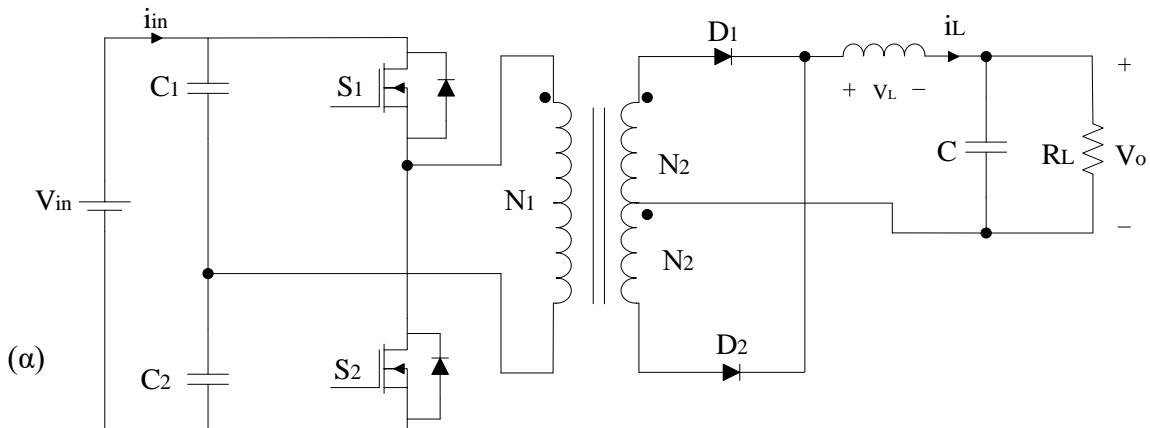 iin
C1
S1
Vin
N1
C2
S2
(α)
D1
N2
N2
D2
iL
+ VL −
C
RL
+
Vo
−